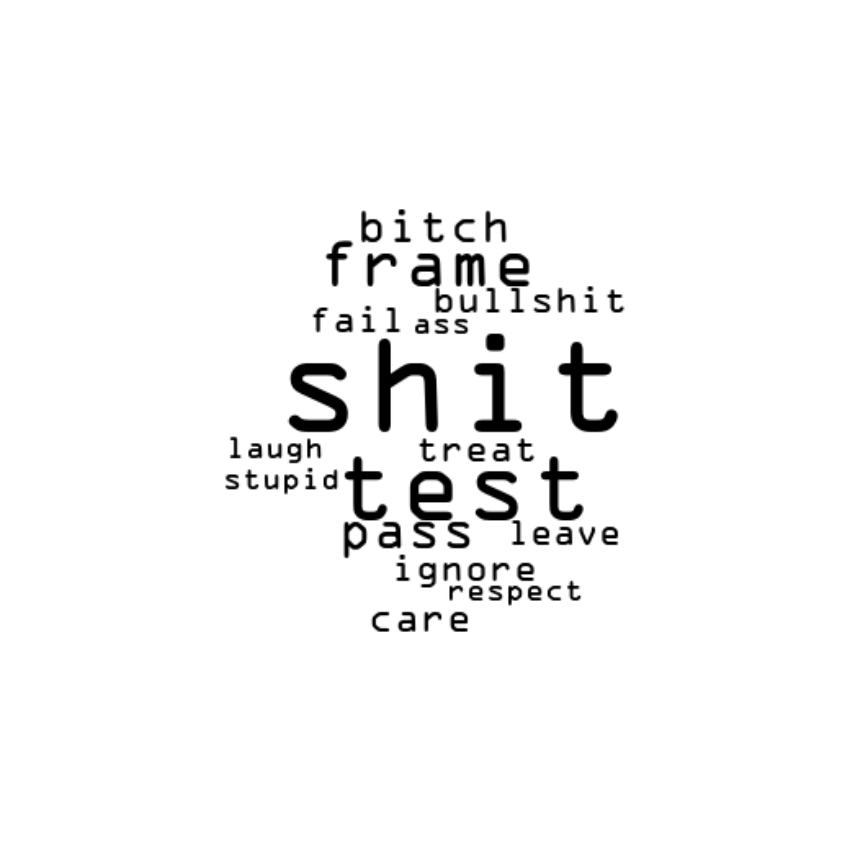 bitch
frame
bullshit
fail ass
shit
laugh treat
stupid test
pass leave
ignore
respect
care